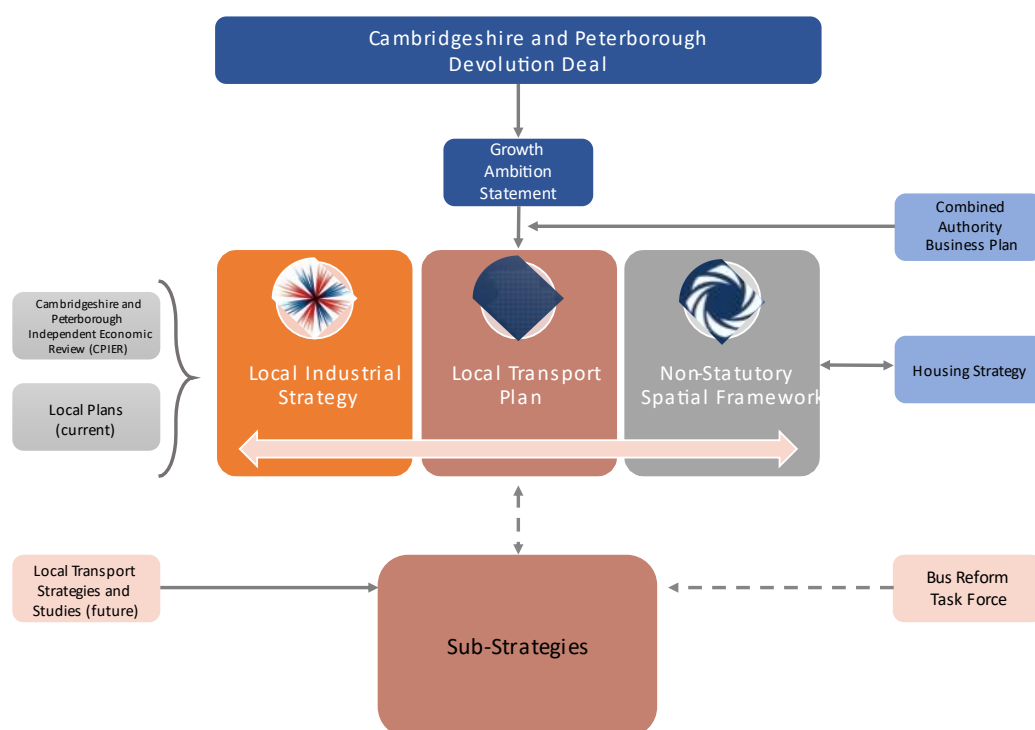 Cambridgeshire and Peterborough
Devolution Deal
Growth
Ambition
Statement
Combined
Authority
Business Plan
Cambridgeshire and
Peterborough
Independent Economic
Review (CPIER)
Local Plans
(current)
Local Industrial
Strategy
Local Transport
Plan
Non-Statutory
Spatial Framework
Housing Strategy
Local Transport
Strategies and
Studies (future)
Sub-Strategies
Bus Reform
Task Force